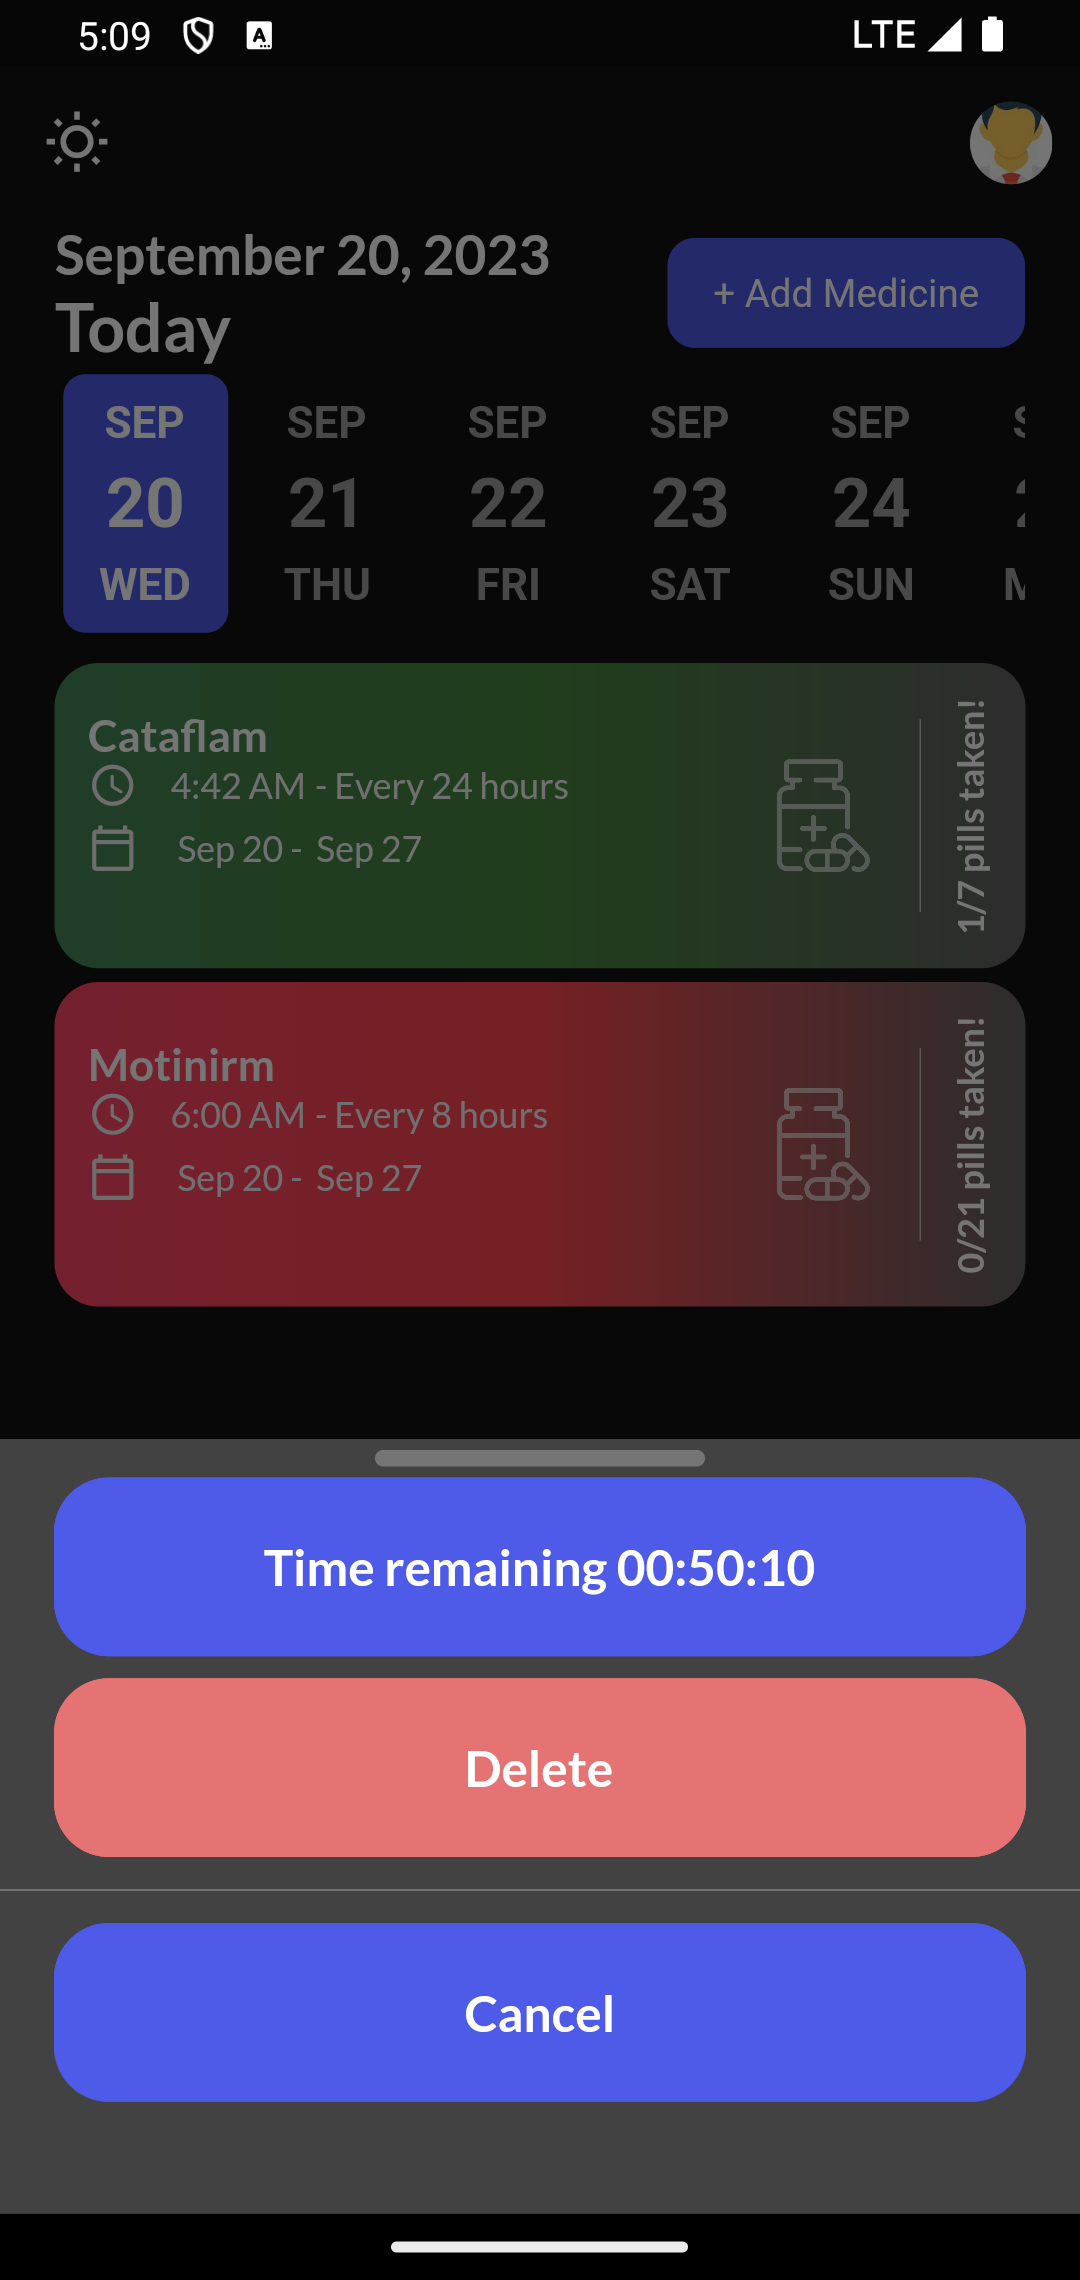 5:09
LTE
September 20, 2023
Today
+ Add Medicine
SEP
20
WED
SEP
21
THU
SEP
22
FRI
SEP
23
SAT
SEP
24
SUN
Cataflam
4:42 AM - Every 24 hours
Sep 20 - Sep 27
1/7 pills taken!
Motinirm
6:00 AM - Every 8 hours
Sep 20 - Sep 27
0/21 pills taken!
Time remaining 00:50:10
Delete
Cancel